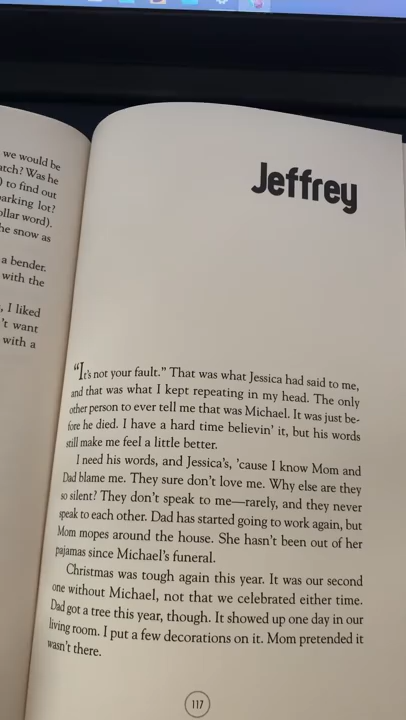 we would be
atch? Was he
) to find out
arking lot?
ollar word).
he snow as
a bender.
with the
, I liked
't want
with a
Jeffrey
"It's not your fault." That was what Jessica had said to me,
and that was what I kept repeating in my head. The only
other person to ever tell me that was Michael. It was just be-
fore he died. I have a hard time believin' it, but his words
still make me feel a little better.
I need his words, and Jessica's, 'cause I know Mom and
Dad blame me. They sure don't love me. Why else are they
so silent? They don't speak to me—rarely, and they never
speak to each other. Dad has started going to work again, but
Mom mopes around the house. She hasn't been out of her
pajamas since Michael's funeral.
Christmas was tough again this year. It was our second
one without Michael, not that we celebrated either time.
Dad got a tree this year, though. It showed up one day in our
living room. I put a few decorations on it. Mom pretended it
wasn't there.
117